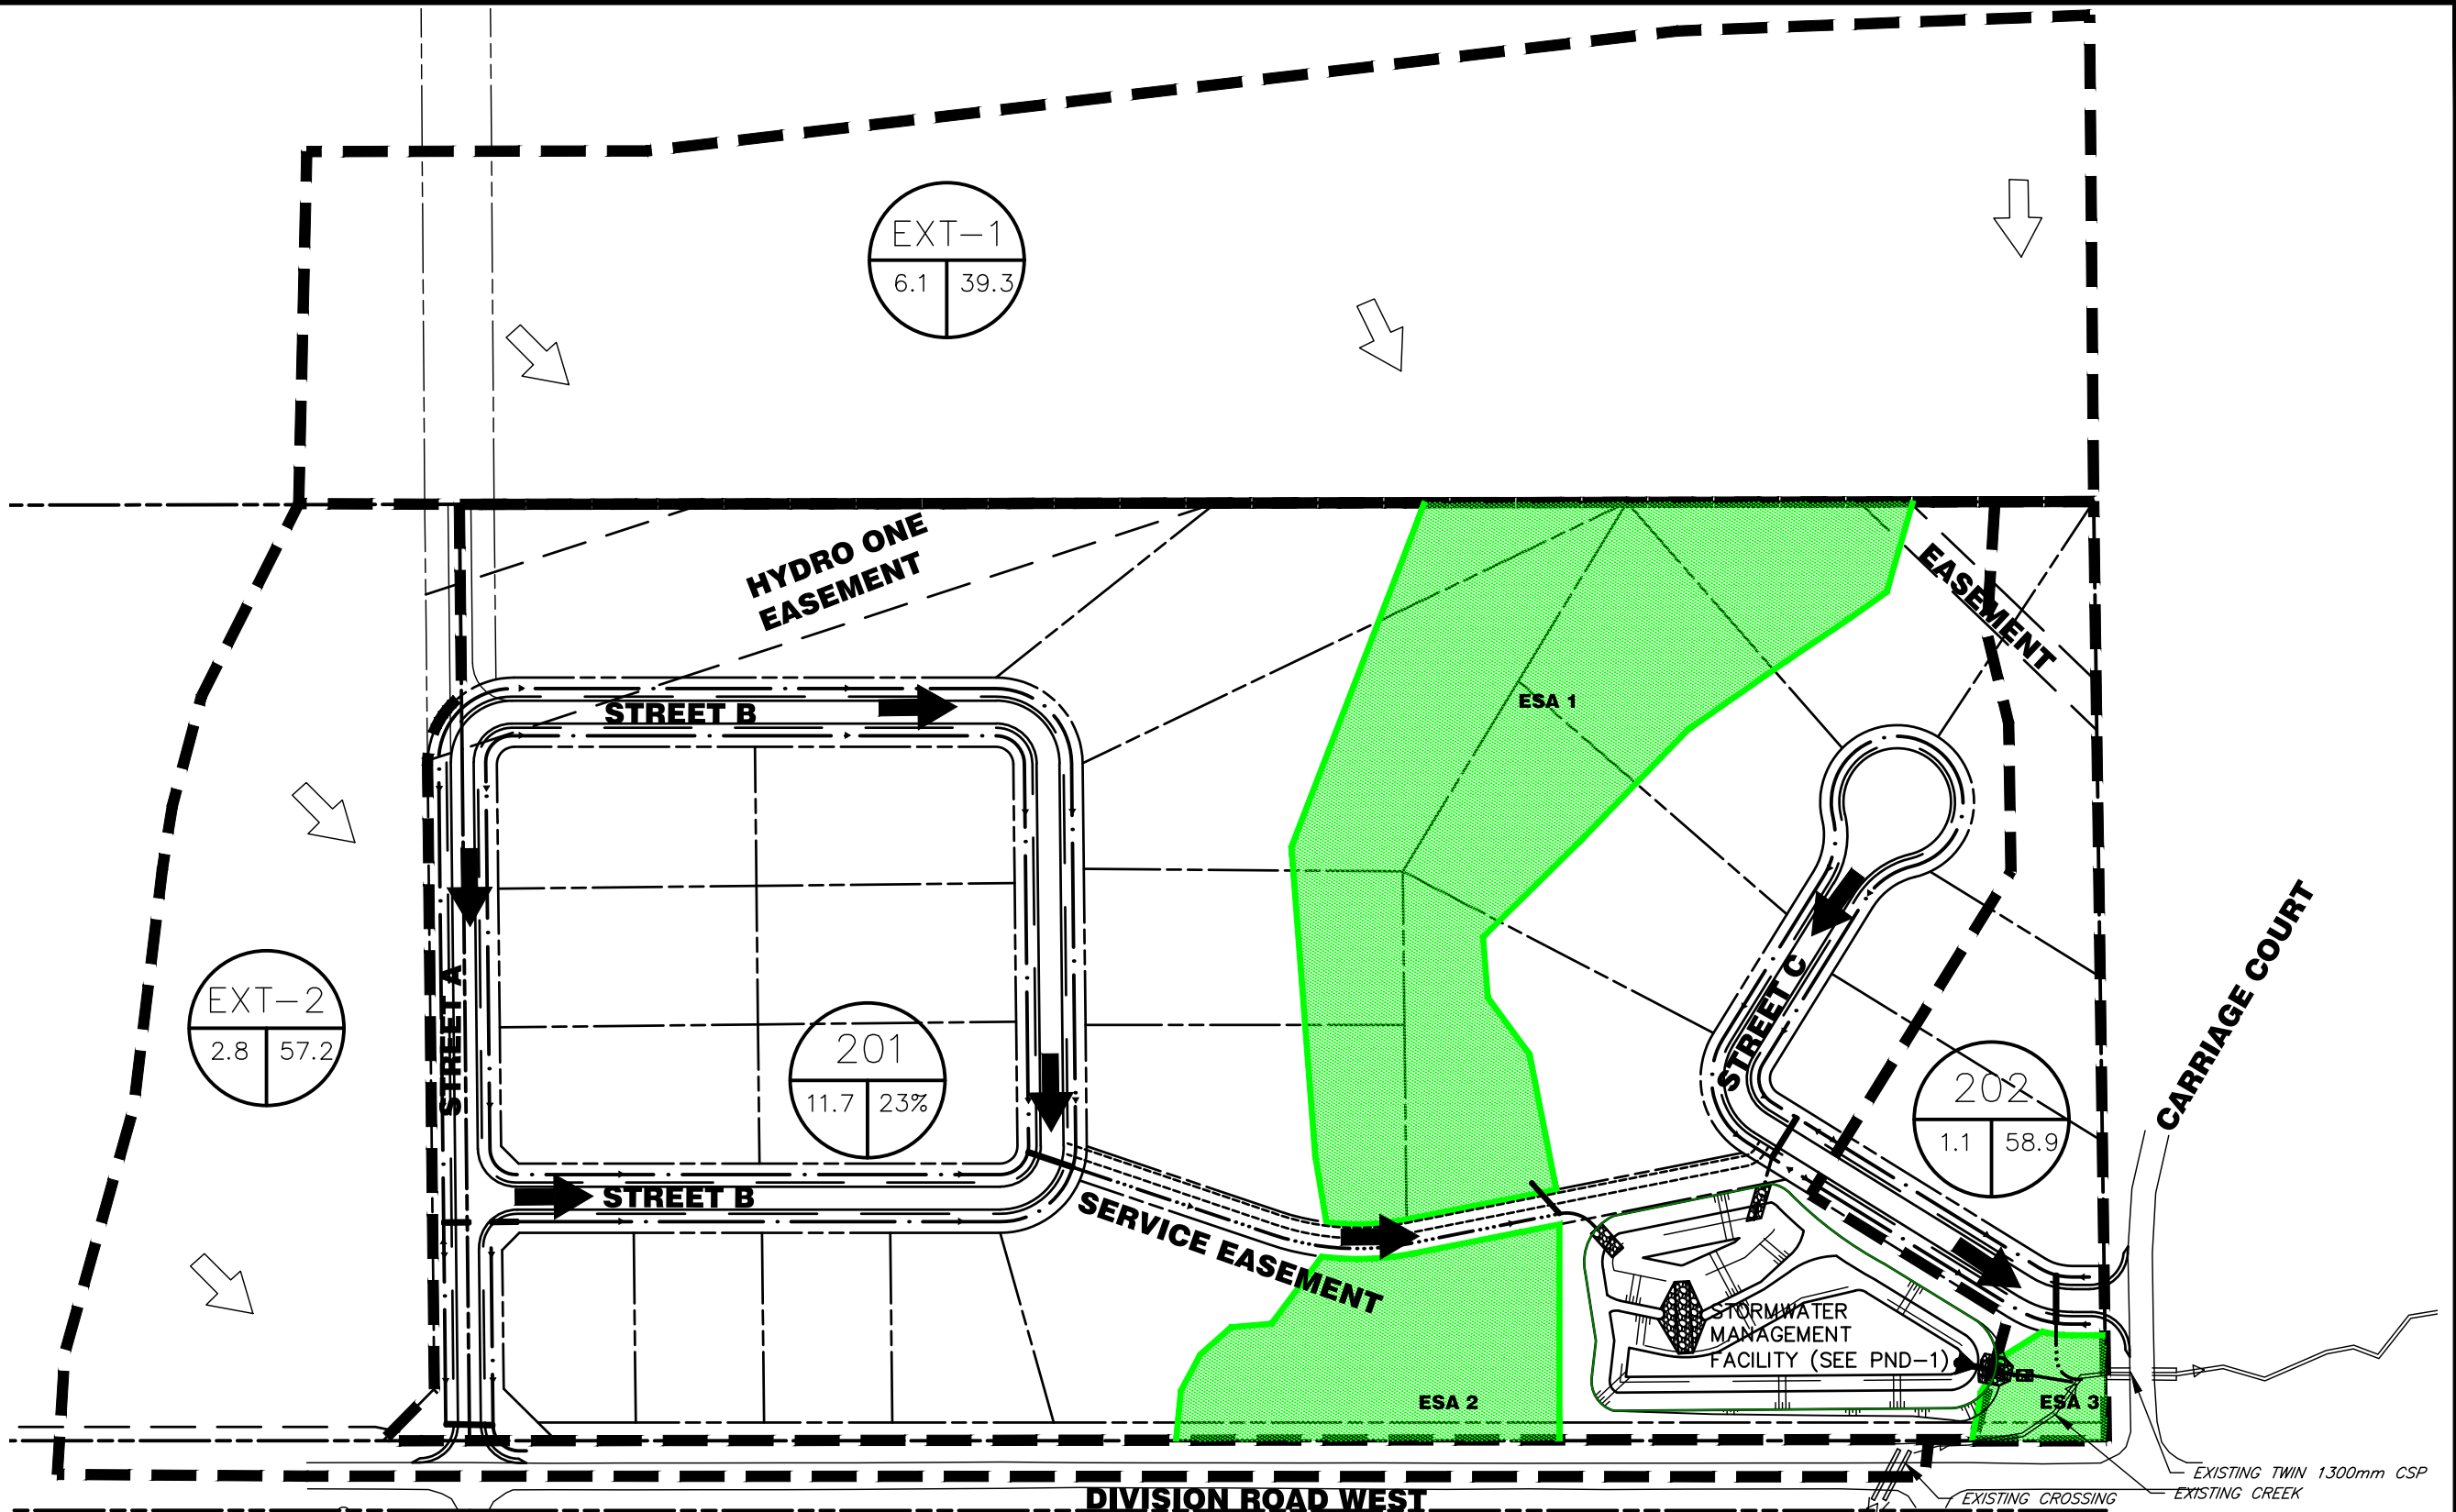 EXT-1
6.1 39.3
HYDRO ONE
EASEMENT
EASEMENT
ESA 1
STREET B
STREET A
STREET C
CARRIAGE COURT
EXT-2
2.8 57.2
201
11.7 23%
202
1.1 58.9
STREET B
SERVICE EASEMENT
STORMWATER
MANAGEMENT
FACILITY (SEE PND-1)
ESA 2
ESA 3
EXISTING TWIN 1300mm CSP
EXISTING CREEK
EXISTING CROSSING
DIVISION ROAD WEST